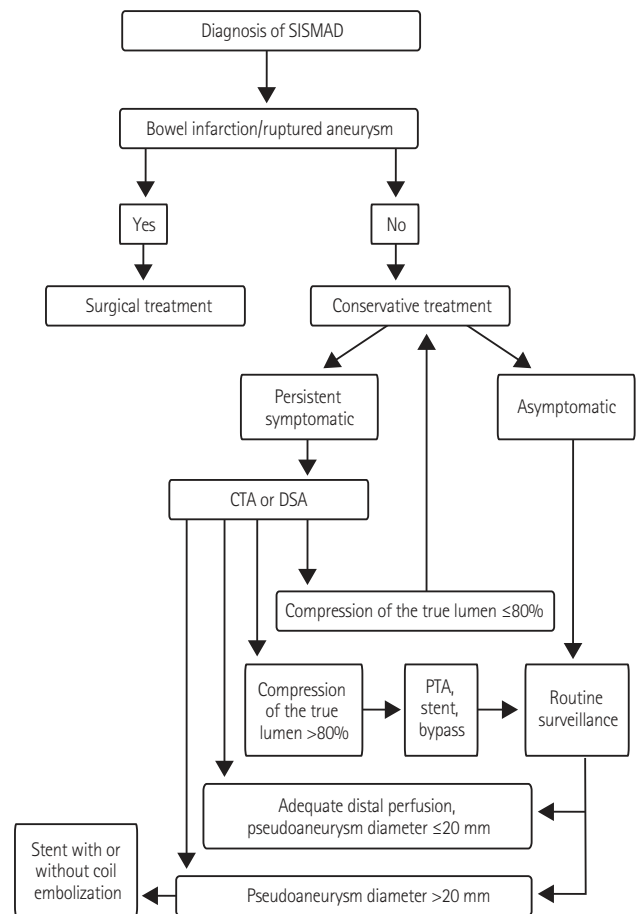 Diagnosis of SISMAD
Bowel infarction/ruptured aneurysm
Yes
No
Surgical treatment
Conservative treatment
Persistent
symptomatic
Asymptomatic
CTA or DSA
Compression of the true lumen ≤80%
Compression
of the true
lumen >80%
PTA,
stent,
bypass
Routine
surveillance
Adequate distal perfusion,
pseudoaneurysm diameter ≤20 mm
Stent with or
without coil
embolization
Pseudoaneurysm diameter >20 mm